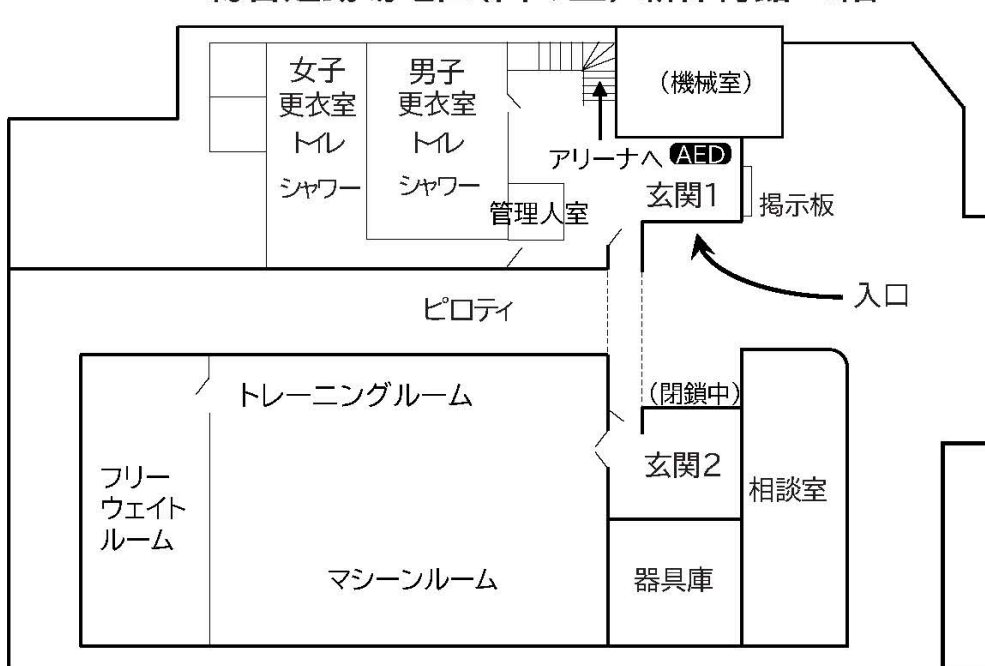 女子
更衣室
トイレ
シャワー
男子
更衣室
トイレ
シャワー
(機械室)
アリーナへ AED
玄関1
掲示板
管理人室
入口
ピロティ
トレーニングルーム
(閉鎖中)
玄関2
フリー
ウェイト
ルーム
相談室
マシーンルーム
器具庫